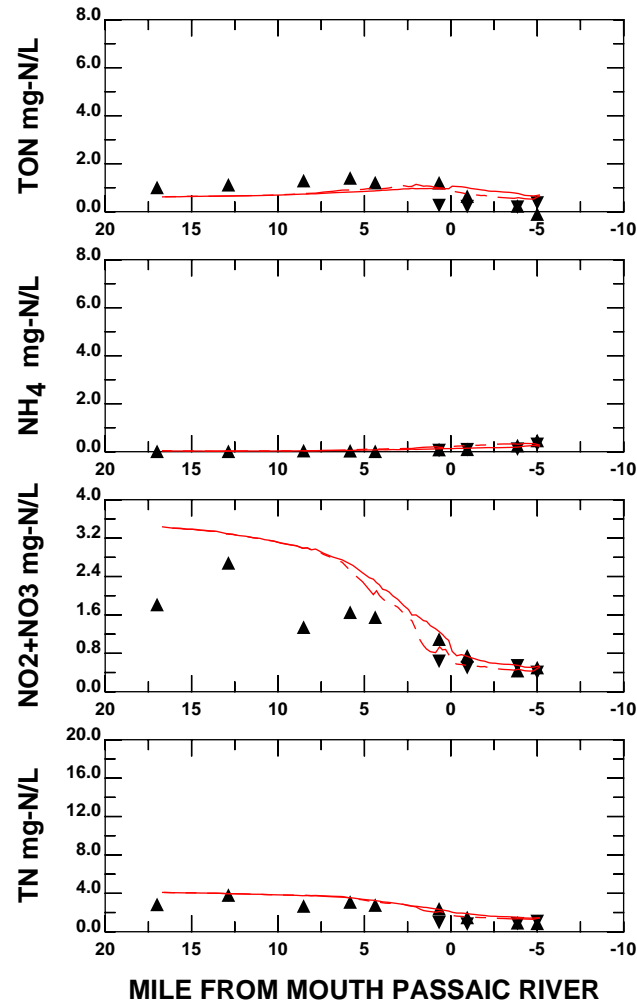 TON mg-N/L
8.0
6.0
4.0
2.0
0.0
20 15 10 5 0 -5 -10
NH4 mg-N/L
8.0
6.0
4.0
2.0
0.0
20 15 10 5 0 -5 -10
NO2+NO3 mg-N/L
4.0
3.2
2.4
1.6
0.8
0.0
20 15 10 5 0 -5 -10
TN mg-N/L
20.0
16.0
12.0
8.0
4.0
0.0
20 15 10 5 0 -5 -10
MILE FROM MOUTH PASSAIC RIVER